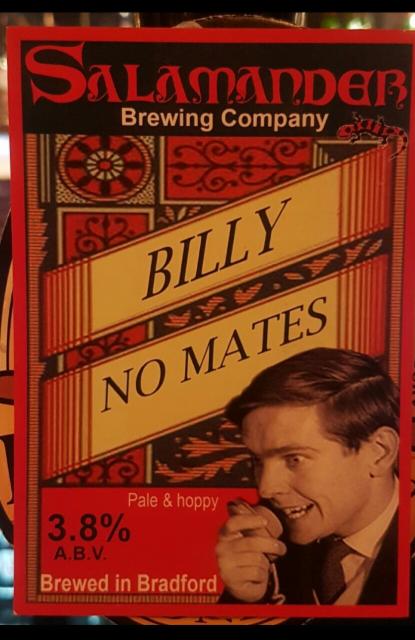 SALAMANDER
Brewing Company
BILLY
NO MATES
Pale & hoppy
3.8%
A.B.V.
Brewed in Bradford